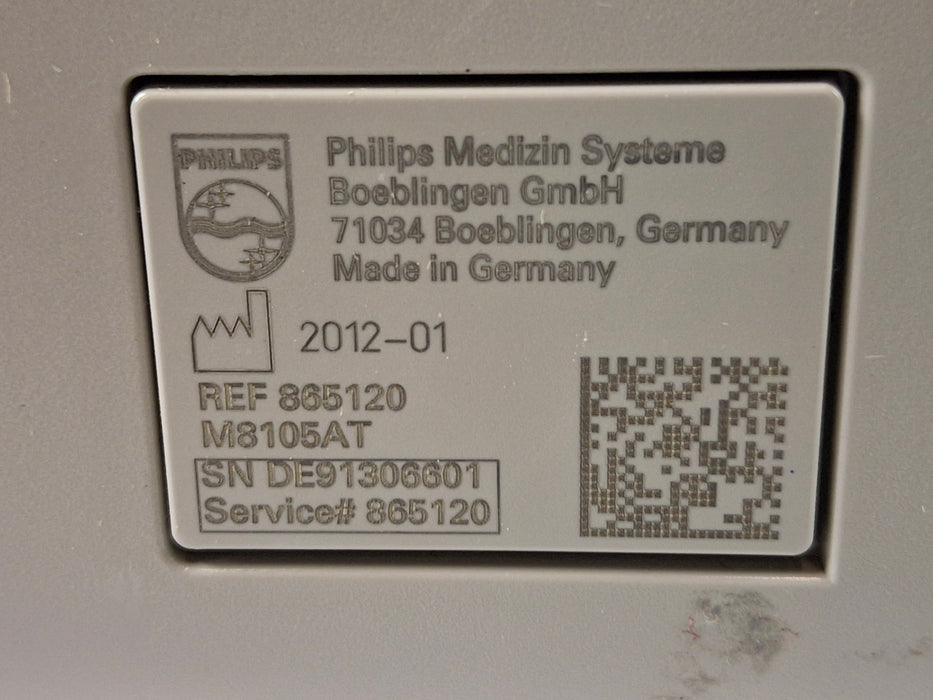 PHILIPS
Philips Medizin Systeme
Boeblingen GmbH
71034 Boeblingen, Germany
Made in Germany
2012-01
REF 865120
M8105AT
SN DE91306601
Service# 865120